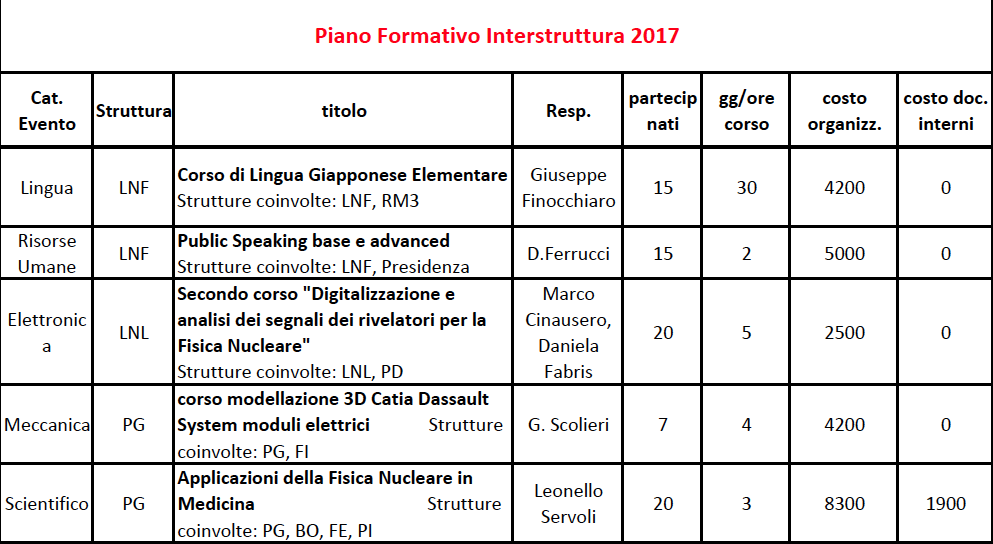 Piano Formativo Interstruttura 2017
Cat. Evento Struttura titolo Resp. partecip nati gg/ore corso costo organizz. costo doc. interni
Lingua LNF Corso di Lingua Giapponese Elementare Giuseppe Finocchiaro 15 30 4200 0
Strutture coinvolte: LNF, RM3
Risorse Umane LNF Public Speaking base e advanced D.Ferrucci 15 2 5000 0
Strutture coinvolte: LNF, Presidenza
Elettronic a LNL Secondo corso "Digitalizzazione e Marco Cinausero, Daniela Fabris 20 5 2500 0
analisi dei segnali dei rivelatori per la
Fisica Nucleare"
Strutture coinvolte: LNL, PD
Meccanica PG corso modellazione 3D Catia Dassault G. Scolieri 7 4 4200 0
System moduli elettrici Strutture
coinvolte: PG, FI
Scientifico PG Applicazioni della Fisica Nucleare in Leonello Servoli 20 3 8300 1900
Medicina Strutture
coinvolte: PG, BO, FE, PI